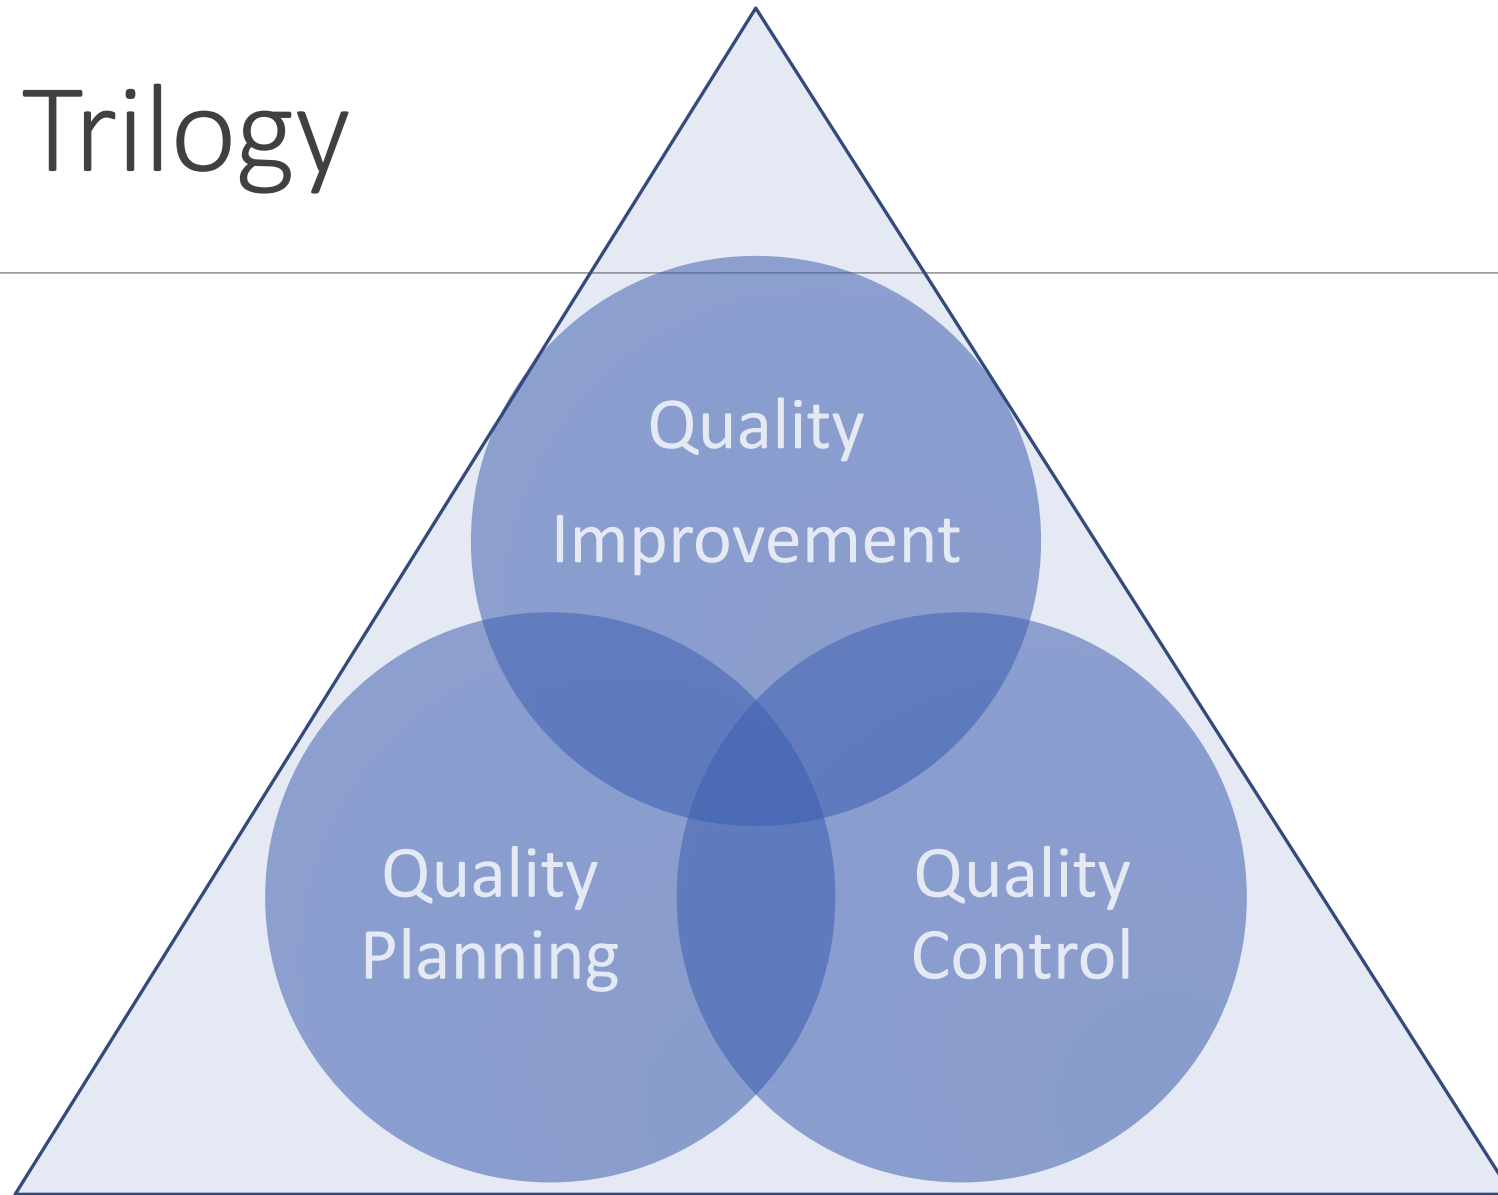 Trilogy
Quality
Improvement
Quality
Planning
Quality
Control